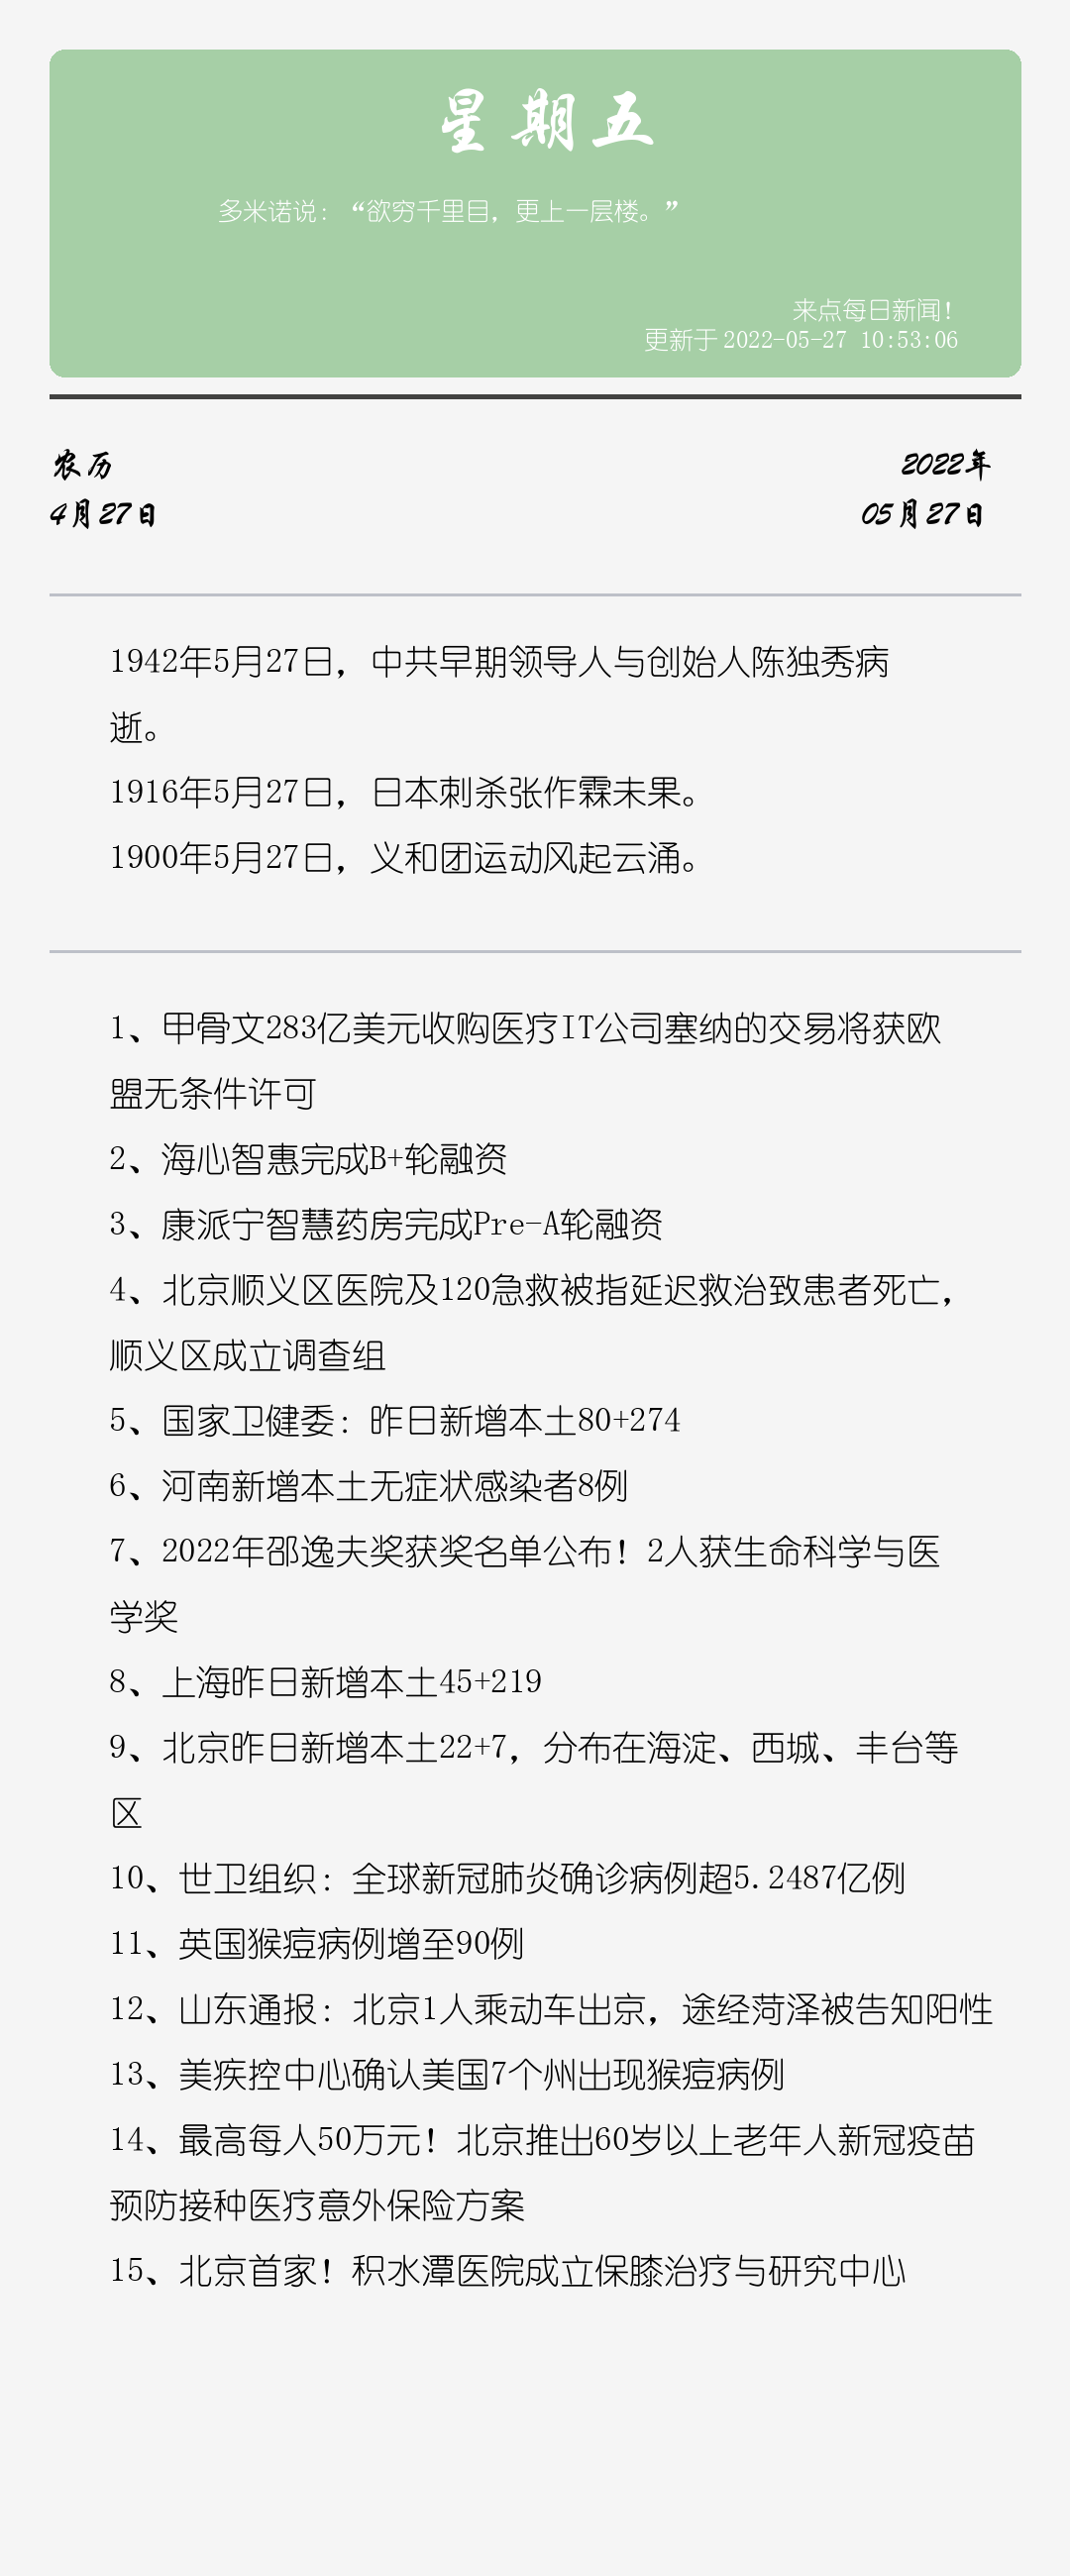 星期五
多米诺说：“欲穷千里目，更上一层楼。”
来点每日新闻！
更新于 2022-05-27 10:53:06
农历
2022年
4月27日
05月27日
1942年5月27日，中共早期领导人与创始人陈独秀病
逝。
1916年5月27日，日本刺杀张作霖未果。
1900年5月27日，义和团运动风起云涌。
1、甲骨文283亿美元收购医疗IT公司塞纳的交易将获欧
盟无条件许可
2、海心智惠完成B+轮融资
3、康派宁智慧药房完成Pre-A轮融资
4、北京顺义区医院及120急救被指延迟救治致患者死亡，
顺义区成立调查组
5、国家卫健委：昨日新增本土80+274
6、河南新增本土无症状感染者8例
7、2022年邵逸夫奖获奖名单公布！2人获生命科学与医
学奖
8、上海昨日新增本土45+219
9、北京昨日新增本土22+7，分布在海淀、西城、丰台等
区
10、世卫组织：全球新冠肺炎确诊病例超5.2487亿例
11、英国猴痘病例增至90例
12、山东通报：北京1人乘动车出京，途经菏泽被告知阳性
13、美疾控中心确认美国7个州出现猴痘病例
14、最高每人50万元！北京推出60岁以上老年人新冠疫苗
预防接种医疗意外保险方案
15、北京首家！积水潭医院成立保膝治疗与研究中心